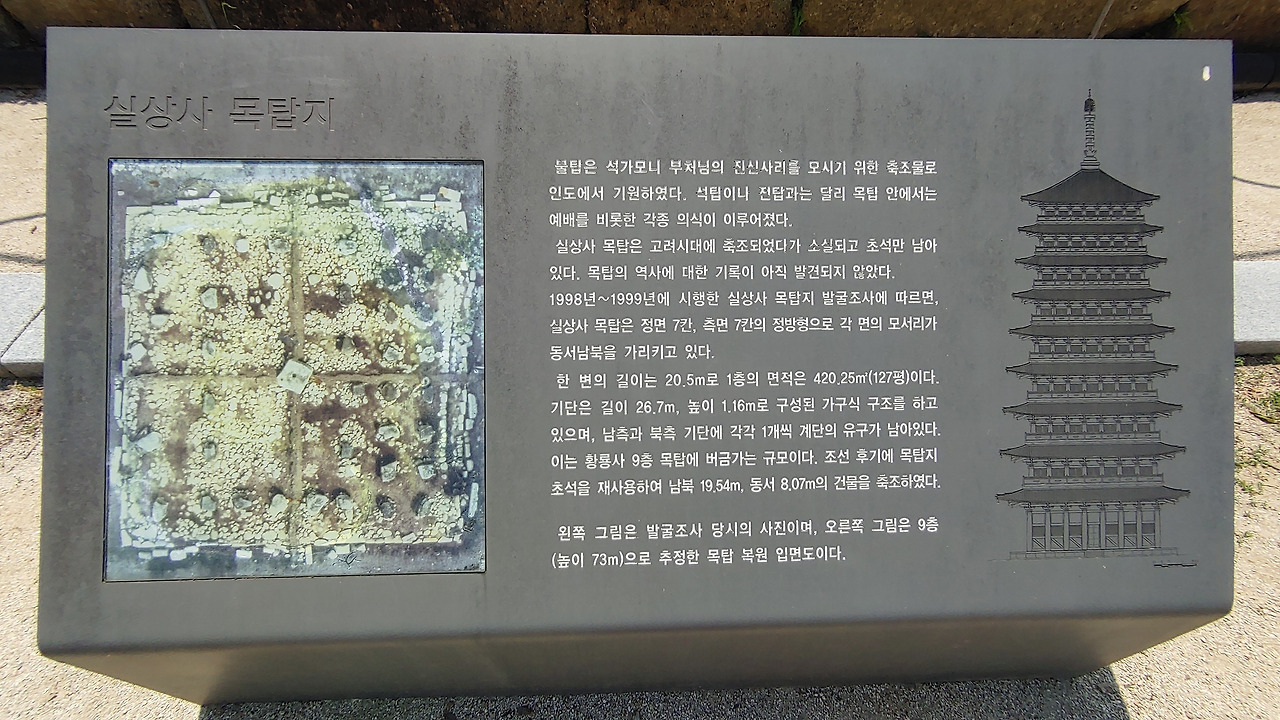 실상사 목탑지
불탑은 석가모니 부처님의 진신사리를 모시기 위한 축조물로
인도에서 기원하였다. 석탑이나 전탑과는 달리 목탑 안에서는
예배를 비롯한 각종 의식이 이루어졌다.
실상사 목탑은 고려시대에 축조되었다가 소실되고 초석만 남아
있다. 목탑의 역사에 대한 기록이 아직 발견되지 않았다.
1998년~1999년에 시행한 실상사 목탑지 발굴조사에 따르면,
실상사 목탑은 정면 7칸, 측면 7칸의 정방형으로 각 면의 모서리가
동서남북을 가리키고 있다.
한 변의 길이는 20.5m로 1층의 면적은 420.25㎡(127평)이다.
기단은 길이 26.7m, 높이 1.16m로 구성된 가구식 구조를 하고
있으며, 남측과 북측 기단에 각각 1개씩 계단의 유구가 남아있다.
이는 황룡사 9층 목탑에 버금가는 규모이다. 조선 후기에 목탑지
초석을 재사용하여 남북 19.54m, 동서 8.07m의 건물을 축조하였다.
왼쪽 그림은 발굴조사 당시의 사진이며, 오른쪽 그림은 9층
(높이 73m)으로 추정한 목탑 복원 입면도이다.